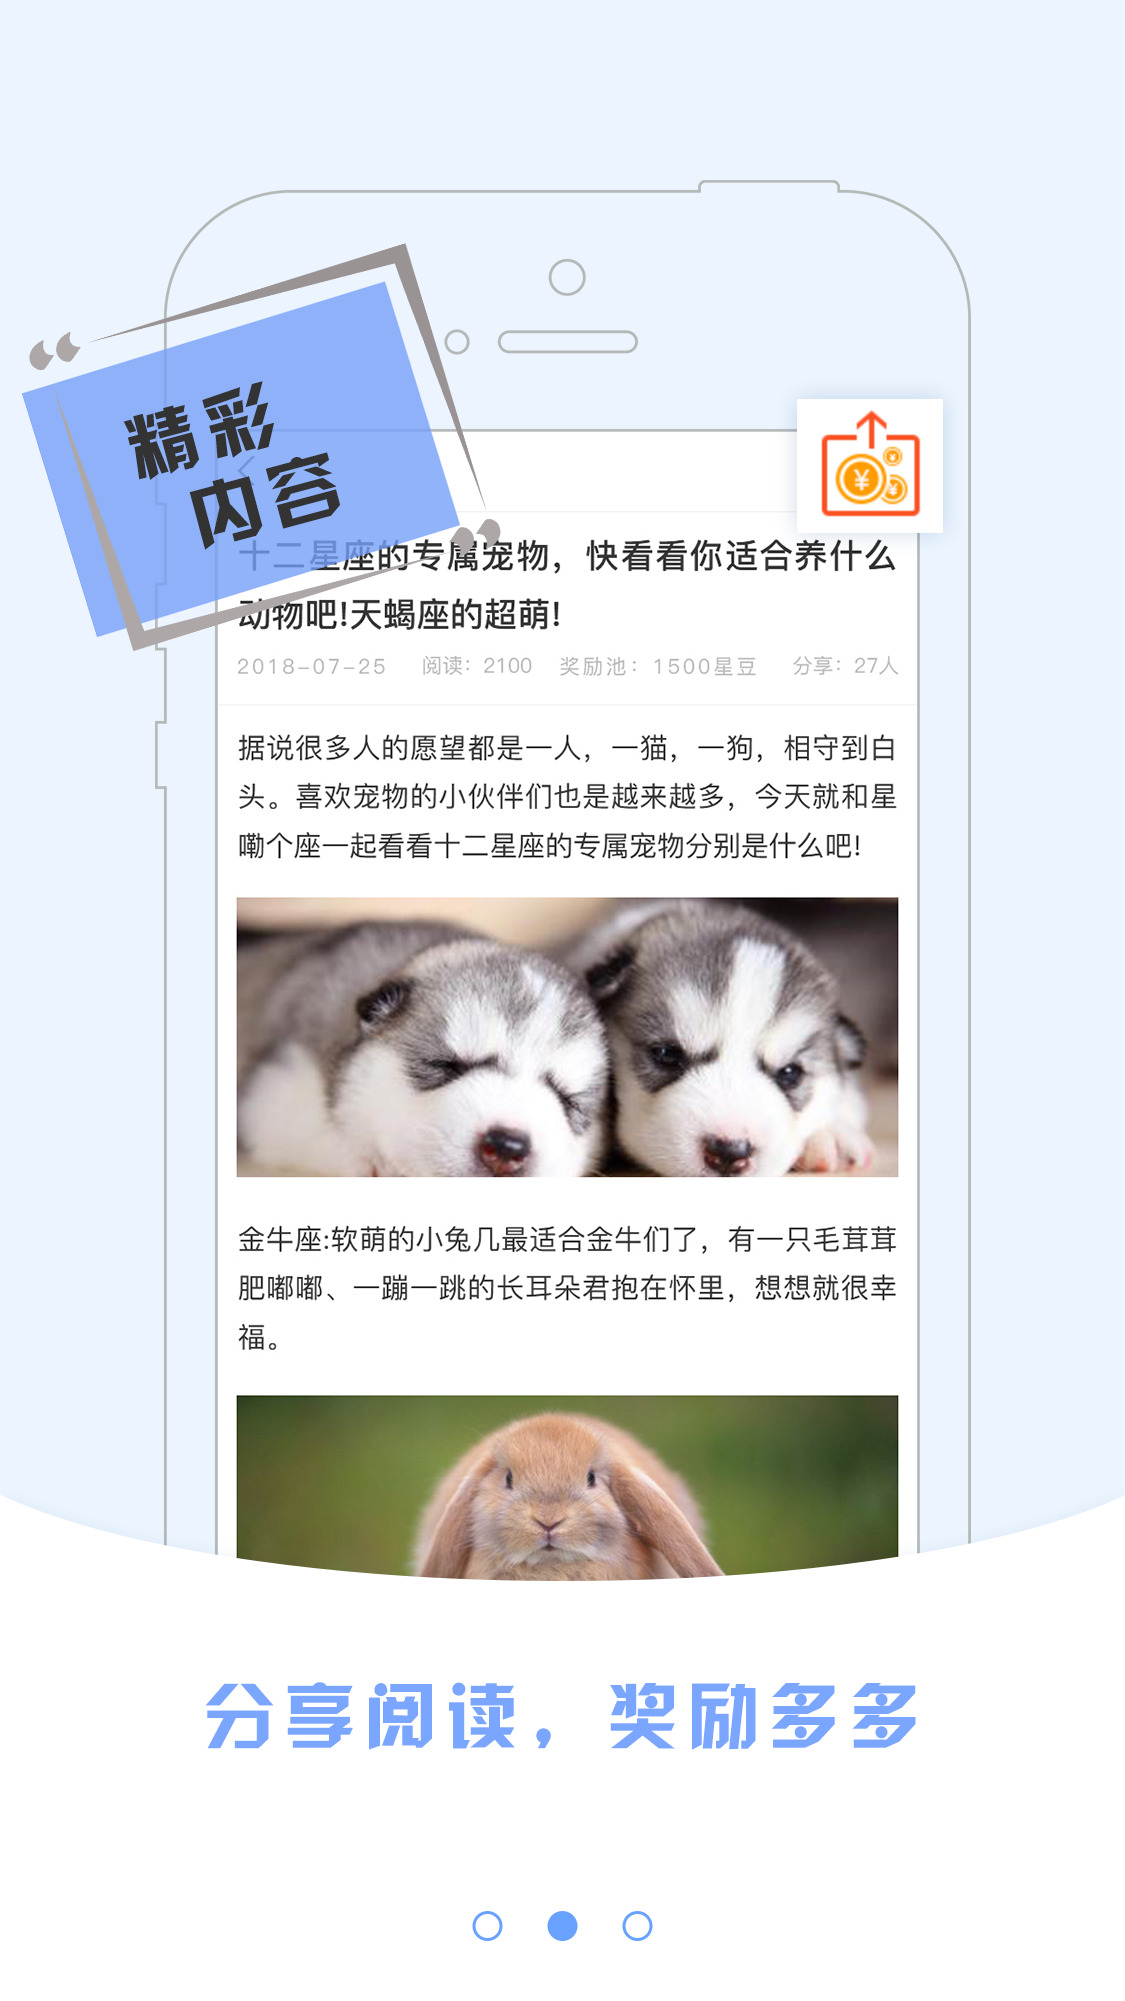 精彩
内容
十二星座的专属宠物，快看看你适合养什么
动物吧!天蝎座的超萌!
2018-07-25 阅读：2100 奖励池：1500星豆 分享：27人
据说很多人的愿望都是一人，一猫，一狗，相守到白
头。喜欢宠物的小伙伴们也是越来越多，今天就和星
嘞个座一起看看十二星座的专属宠物分别是什么吧!
金牛座:软萌的小兔几最适合金牛们了，有一只毛茸茸
肥嘟嘟、一蹦一跳的长耳朵君抱在怀里，想想就很幸
福。
分享阅读，奖励多多